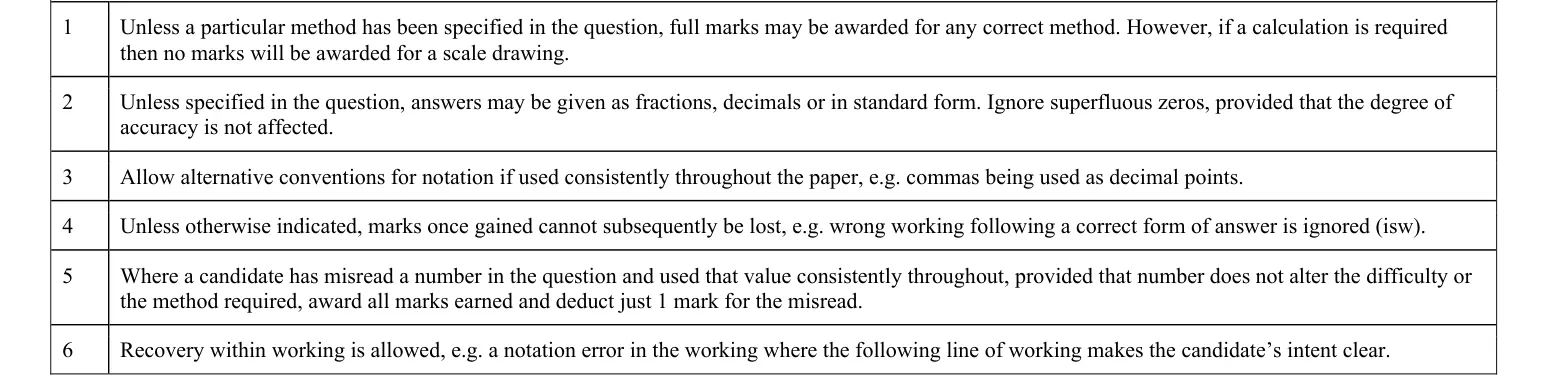 1 Unless a particular method has been specified in the question, full marks may be awarded for any correct method. However, if a calculation is required
then no marks will be awarded for a scale drawing.
2 Unless specified in the question, answers may be given as fractions, decimals or in standard form. Ignore superfluous zeros, provided that the degree of
accuracy is not affected.
3 Allow alternative conventions for notation if used consistently throughout the paper, e.g. commas being used as decimal points.
4 Unless otherwise indicated, marks once gained cannot subsequently be lost, e.g. wrong working following a correct form of answer is ignored (isw).
5 Where a candidate has misread a number in the question and used that value consistently throughout, provided that number does not alter the difficulty or
the method required, award all marks earned and deduct just 1 mark for the misread.
6 Recovery within working is allowed, e.g. a notation error in the working where the following line of working makes the candidate’s intent clear.